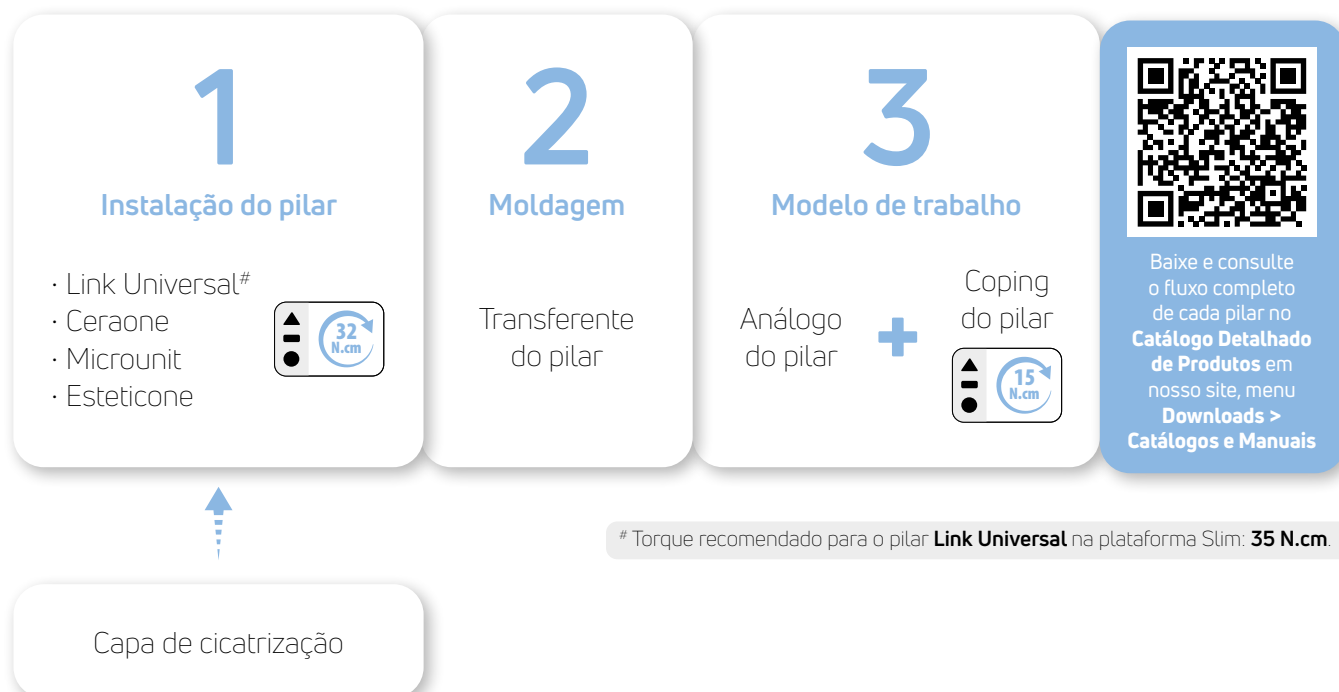 1
Instalação do pilar
· Link Universal#
· Ceraone
· Microunit
· Esteticone
32
N.cm
2
Moldagem
Transferente
do pilar
3
Modelo de trabalho
Análogo
do pilar
+
Coping
do pilar
15
N.cm
Baixe e consulte
o fluxo completo
de cada pilar no
Catálogo Detalhado
de Produtos em
nosso site, menu
Downloads >
Catálogos e Manuais
# Torque recomendado para o pilar Link Universal na plataforma Slim: 35 N.cm.
Capa de cicatrização